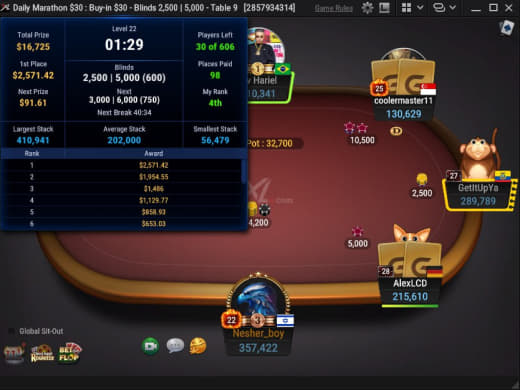 Daily Marathon $30 : Buy-in $30 - Blinds 2,500 | 5,000 - Table 9 [2857934314]
Game Rules
Total Prize
$16,725
Level 22
01:29
Players Left
30 of 606
1st Place
$2,571.42
Blinds
2,500 | 5,000 (600)
Places Paid
98
Next Prize
$91.61
Next
3,000 | 6,000 (750)
Next Break 40:34
My Rank
4th
Largest Stack
410,941
Average Stack
202,000
Smallest Stack
56,479
Rank Award
1 $2,571.42
2 $1,954.55
3 $1,486
4 $1,129.77
5 $858.93
6 $653.03
y Hariel
10,341
25
coolermaster11
130,629
10,500
D
Pot : 32,700
27
GetItUpYa
289,789
2,500
4,200
.com
5,000
28
AlexLCD
215,610
22
3
Nesher_boy
357,422
Global Sit-Out
BET
FLOP